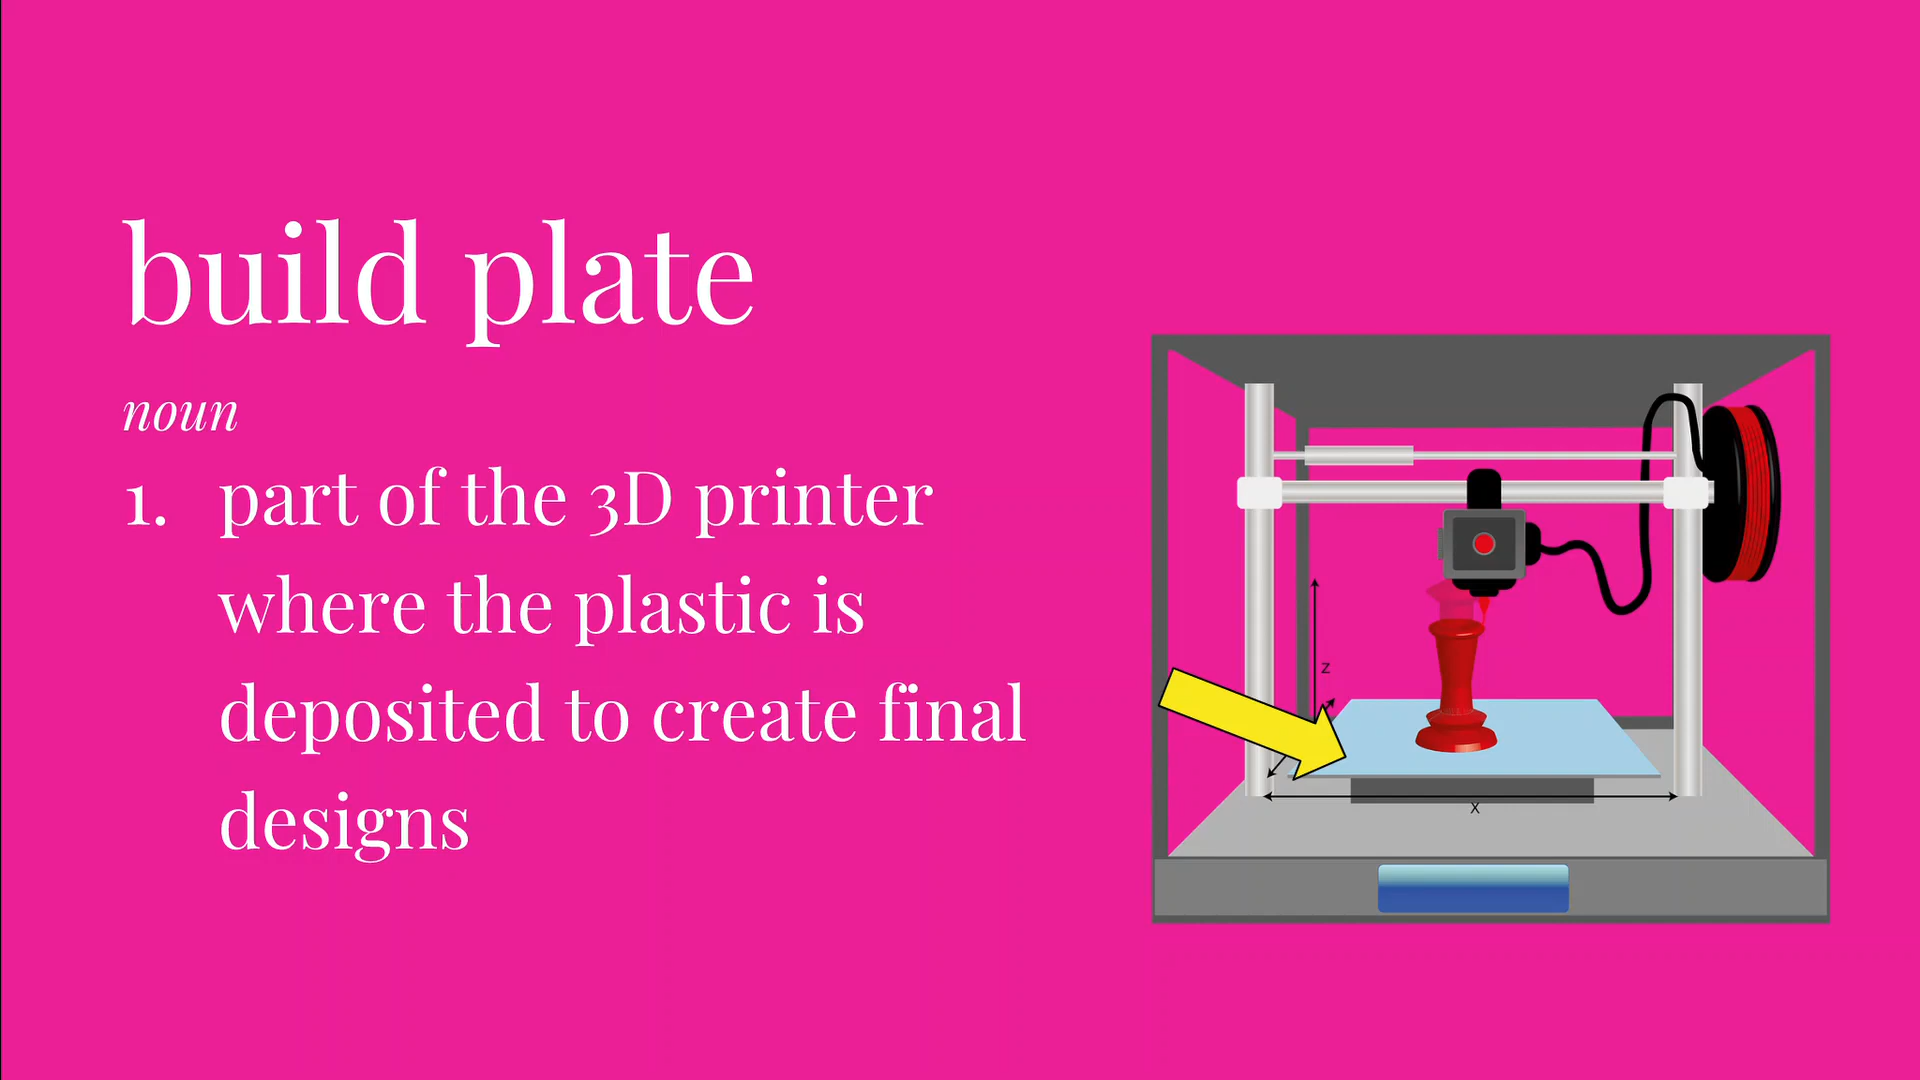 build plate
noun
1. part of the 3D printer
where the plastic is
deposited to create final
designs
z
x